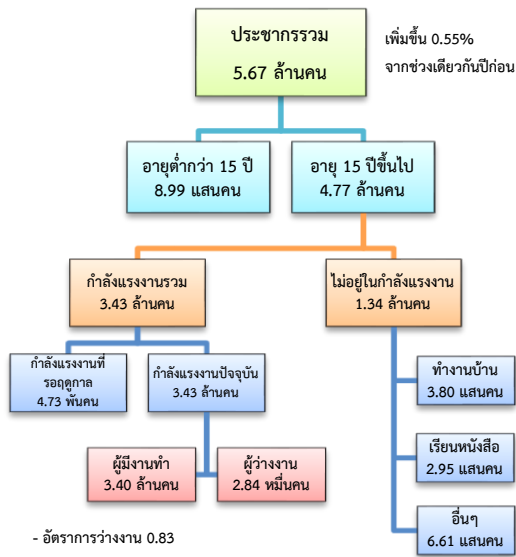 ประชากรรวม
5.67 ล้านคน
เพิ่มขึ้น 0.55%
จากช่วงเดียวกันปีก่อน
อายุต่ำกว่า 15 ปี
8.99 แสนคน
อายุ 15 ปีขึ้นไป
4.77 ล้านคน
กำลังแรงงานรวม
3.43 ล้านคน
ไม่อยู่ในกำลังแรงงาน
1.34 ล้านคน
กำลังแรงงานที่
รอฤดูกาล
4.73 พันคน
กำลังแรงงานปัจจุบัน
3.43 ล้านคน
ทำงานบ้าน
3.80 แสนคน
เรียนหนังสือ
2.95 แสนคน
ผู้มีงานทำ
3.40 ล้านคน
ผู้ว่างงาน
2.84 หมื่นคน
อื่นๆ
6.61 แสนคน
- อัตราการว่างงาน 0.83